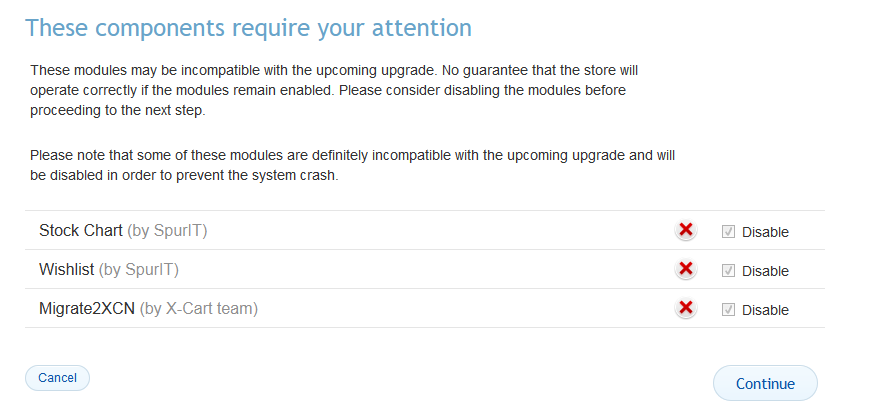 These components require your attention
These modules may be incompatible with the upcoming upgrade. No guarantee that the store will
operate correctly if the modules remain enabled. Please consider disabling the modules before
proceeding to the next step.
Please note that some of these modules are definitely incompatible with the upcoming upgrade and will
be disabled in order to prevent the system crash.
Stock Chart (by SpurIT) Disable
Wishlist (by SpurIT) Disable
Migrate2XCN (by X-Cart team) Disable
Cancel Continue